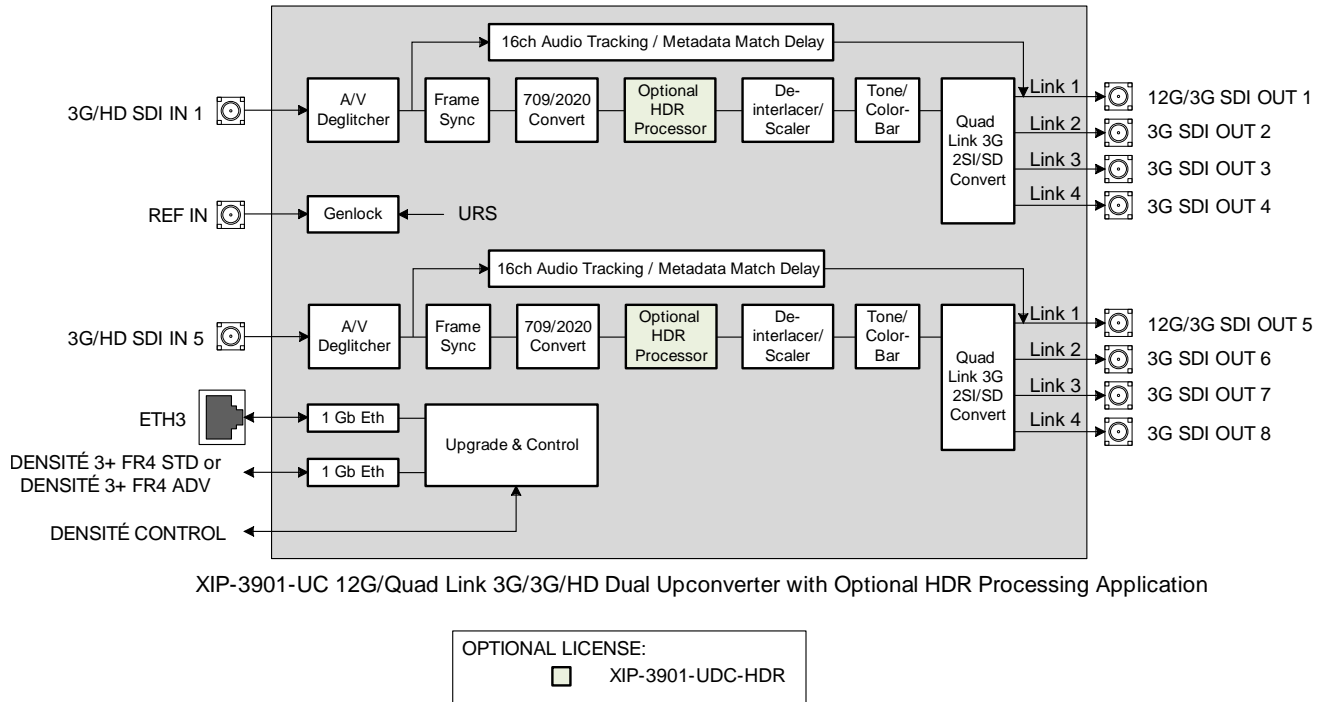 16ch Audio Tracking / Metadata Match Delay
3G/HD SDI IN 1
A/V
Deglitcher
Frame
Sync
709/2020
Convert
Optional
HDR
Processor
De-
interlacer/
Scaler
Tone/
Color-
Bar
Quad
Link 3G
2SI/SD
Convert
Link 1
Link 2
Link 3
Link 4
12G/3G SDI OUT 1
3G SDI OUT 2
3G SDI OUT 3
3G SDI OUT 4
REF IN
Genlock
URS
16ch Audio Tracking / Metadata Match Delay
3G/HD SDI IN 5
A/V
Deglitcher
Frame
Sync
709/2020
Convert
Optional
HDR
Processor
De-
interlacer/
Scaler
Tone/
Color-
Bar
Quad
Link 3G
2SI/SD
Convert
Link 1
Link 2
Link 3
Link 4
12G/3G SDI OUT 5
3G SDI OUT 6
3G SDI OUT 7
3G SDI OUT 8
ETH3
1 Gb Eth
Upgrade & Control
DENSITÉ 3+ FR4 STD or
DENSITÉ 3+ FR4 ADV
1 Gb Eth
DENSITÉ CONTROL
XIP-3901-UC 12G/Quad Link 3G/3G/HD Dual Upconverter with Optional HDR Processing Application
OPTIONAL LICENSE:
XIP-3901-UDC-HDR